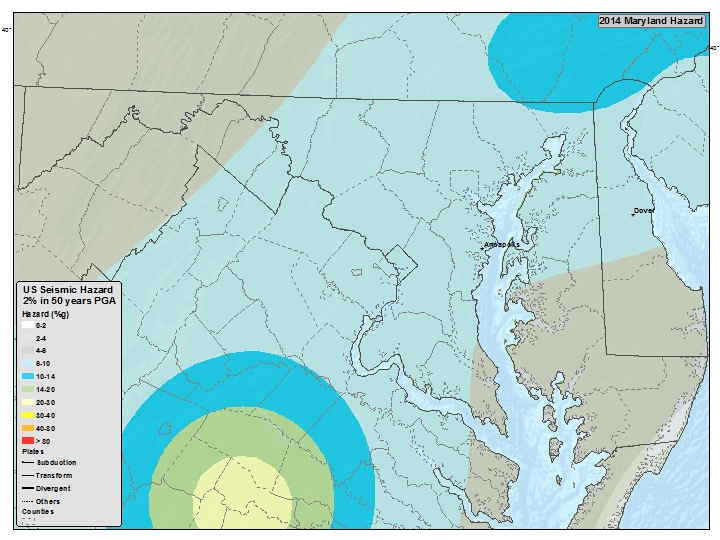 2014 Maryland Hazard
40°
40°
Dover
Annapolis
US Seismic Hazard
2% in 50 years PGA
Hazard (%g)
0-2
2-4
4-6
6-10
10-14
14-20
20-30
30-40
40-80
> 80
Plates
Subduction
Transform
Divergent
Others
Counties